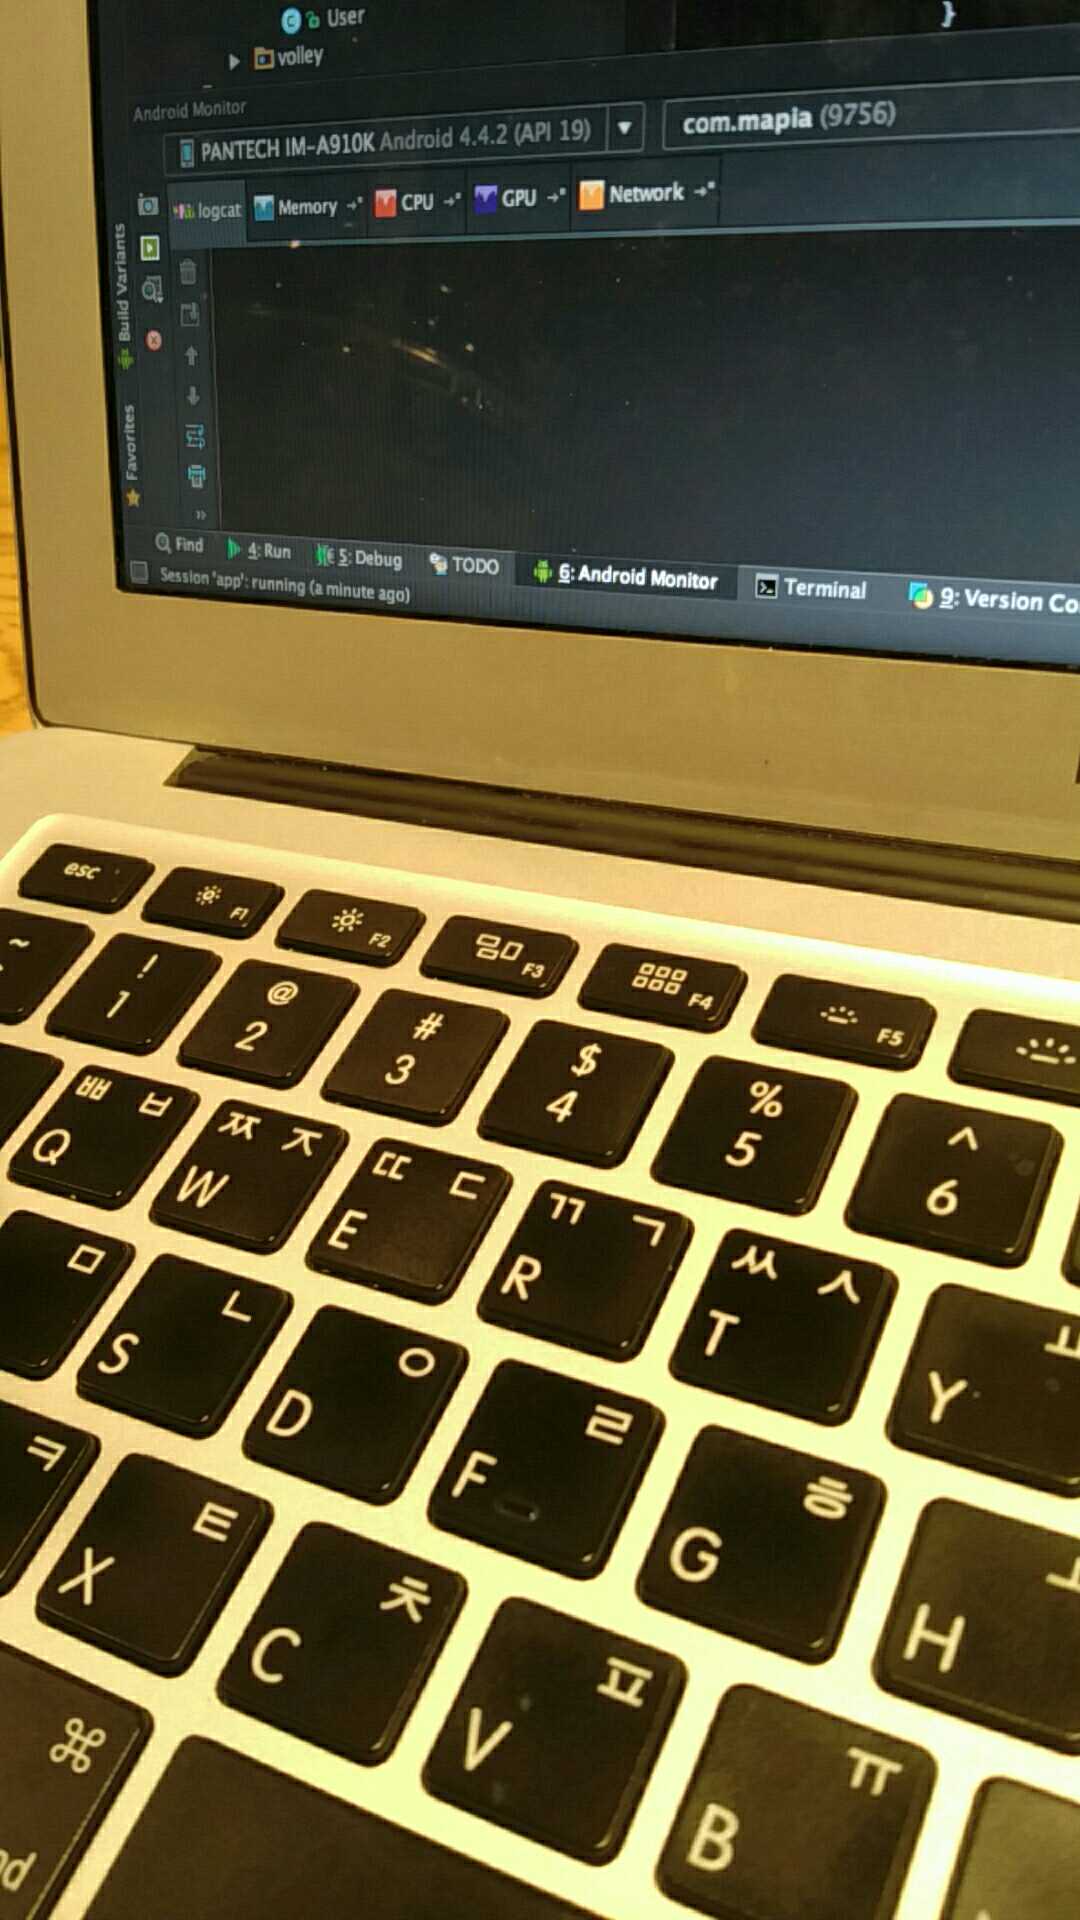 User
volley
}
Android Monitor
PANTECH IM-A910K Android 4.4.2 (API 19)
com.mapia (9756)
logcat
Memory
CPU
GPU
Network
Build Variants
Favorites
Find
4: Run
5: Debug
TODO
6: Android Monitor
Terminal
9: Version Co
Session 'app': running (a minute ago)
esc
F1
F2
F3
F4
F5
~
! 1
@ 2
# 3
$ 4
% 5
^ 6
ㅃ ㅂ Q
ㅉ ㅈ W
ㄸ ㄷ E
ㄲ ㄱ R
ㅆ ㅅ T
ㅛ Y
ㅁ
ㄴ S
ㅇ D
ㄹ F
ㅎ G
ㅗ H
ㅋ
ㅌ X
ㅊ C
ㅍ V
ㅠ B
⌘
nd